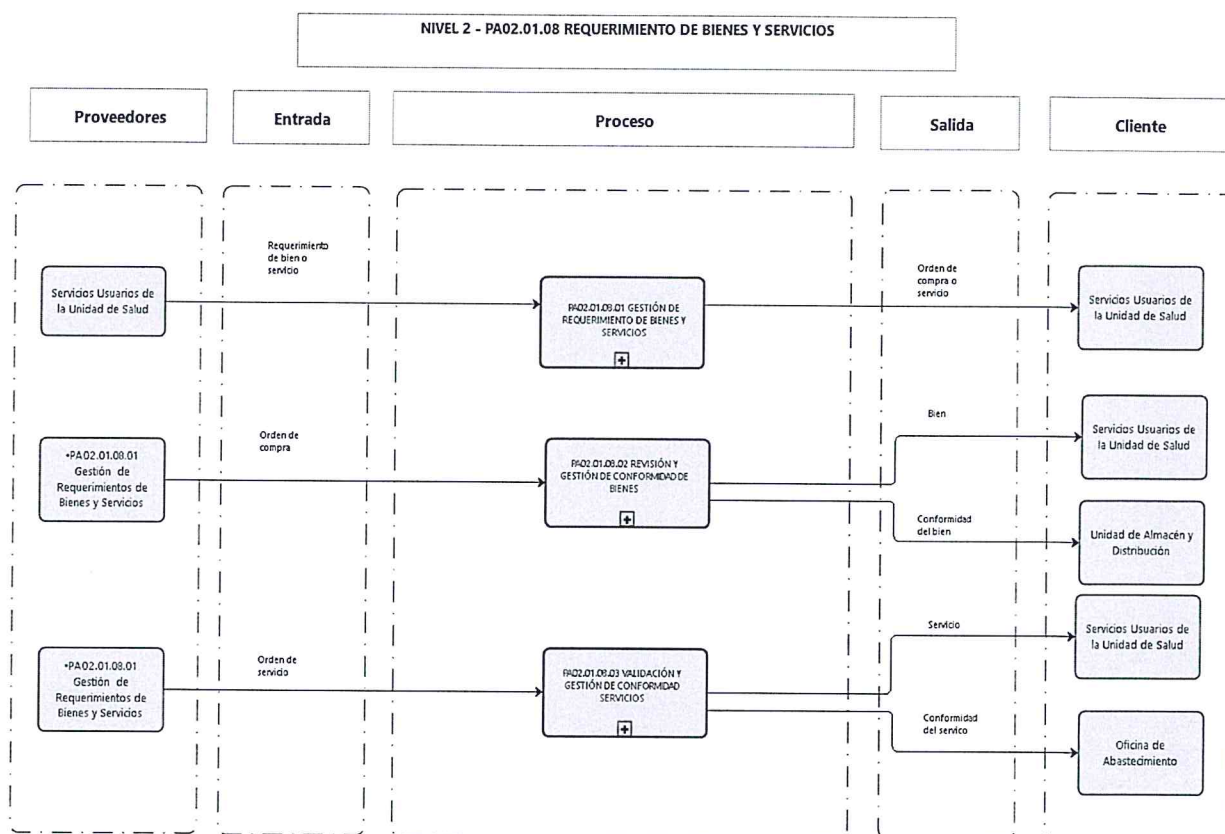 NIVEL 2 - PA02.01.08 REQUERIMIENTO DE BIENES Y SERVICIOS
Proveedores
Entrada
Proceso
Salida
Cliente
Servicios Usuarios de
la Unidad de Salud
Requerimiento
de bien o
servicio
PA02.01.08.01 GESTIÓN DE
REQUERIMIENTO DE BIENES Y
SERVICIOS
Orden de
compra o
servicio
Servicios Usuarios de
la Unidad de Salud
•PA02.01.08.01
Gestión de
Requerimientos de
Bienes y Servicios
Orden de
compra
PA02.01.08.02 REVISIÓN Y
GESTIÓN DE CONFORMIDAD DE
BIENES
Bien
Servicios Usuarios de
la Unidad de Salud
Conformidad
del bien
Unidad de Almacén y
Distribución
•PA02.01.08.01
Gestión de
Requerimientos de
Bienes y Servicios
Orden de
servicio
PA02.01.08.03 VALIDACIÓN Y
GESTIÓN DE CONFORMIDAD
SERVICIOS
Servicio
Servicios Usuarios de
la Unidad de Salud
Conformidad
del servico
Oficina de
Abastecimiento